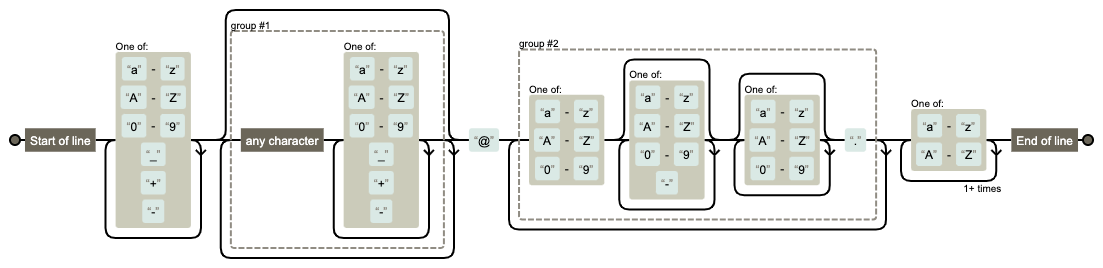 group #1
group #2
One of:
“a” - “z”
“A” - “Z”
“0” - “9”
“_”
“+”
“-”
One of:
“a” - “z”
“A” - “Z”
“0” - “9”
“_”
“+”
“-”
One of:
“a” - “z”
“A” - “Z”
“0” - “9”
One of:
“a” - “z”
“A” - “Z”
“0” - “9”
“-”
One of:
“a” - “z”
“A” - “Z”
“0” - “9”
One of:
“a” - “z”
“A” - “Z”
Start of line
any character
“@”
“.”
End of line
1+ times